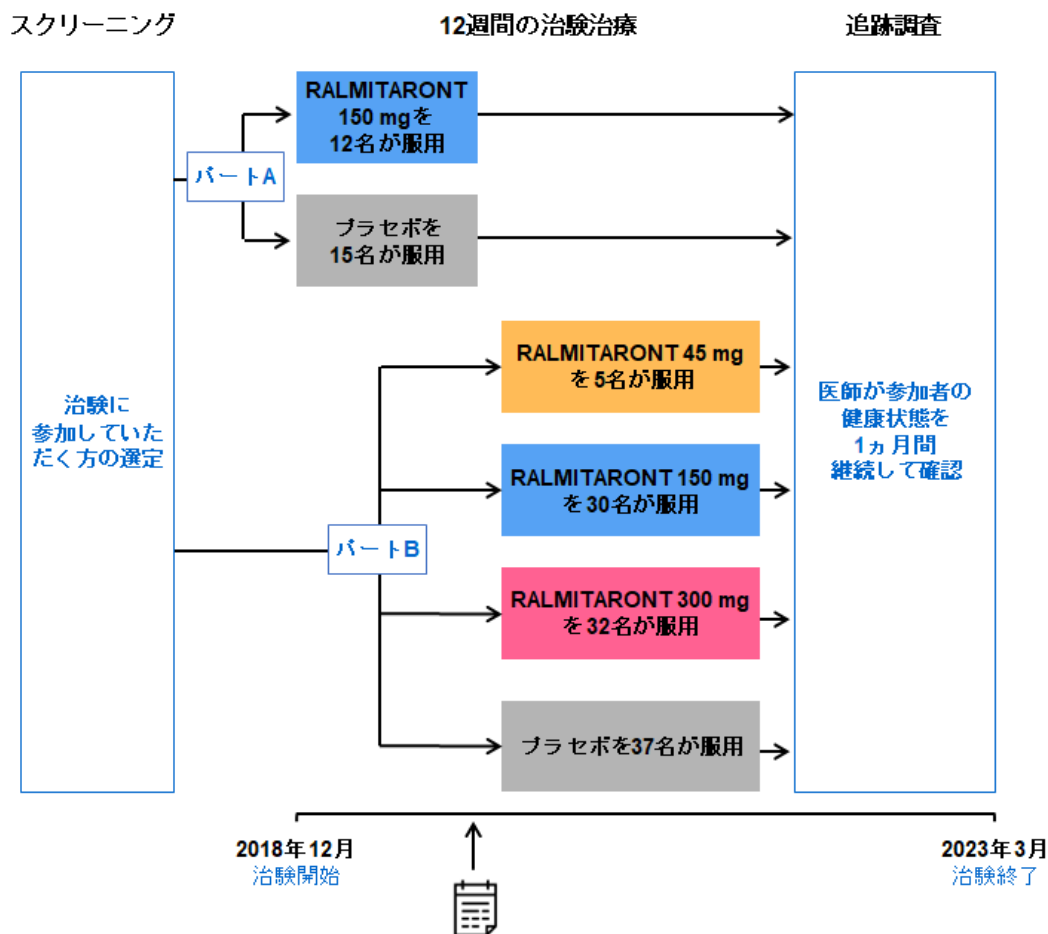 スクリーニング
12週間の治験治療
追跡調査
RALMITARONT
150 mgを
12名が服用
パートA
プラセボを
15名が服用
RALMITARONT 45 mg
を5名が服用
治験に
参加していた
だく方の選定
医師が参加者の
健康状態を
1ヵ月間
継続して確認
RALMITARONT 150 mg
を30名が服用
パートB
RALMITARONT 300 mg
を32名が服用
プラセボを37名が服用
2018年12月
治験開始
2023年3月
治験終了